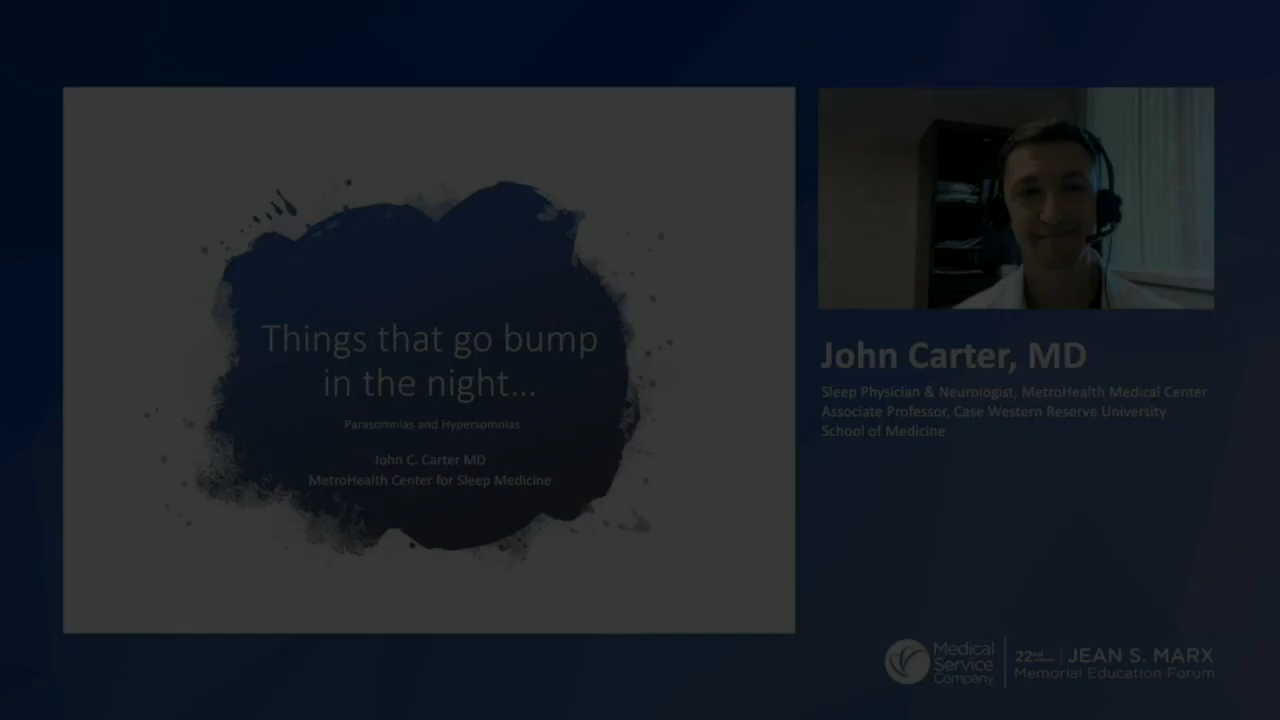 Things that go bump
in the night...
Parasomnias and Hypersomnias
John C. Carter MD
MetroHealth Center for Sleep Medicine
John Carter, MD
Sleep Physician & Neurologist, MetroHealth Medical Center
Associate Professor, Case Western Reserve University
School of Medicine
Medical
Service
Company
22nd
JEAN S. MARX
Memorial Education Forum